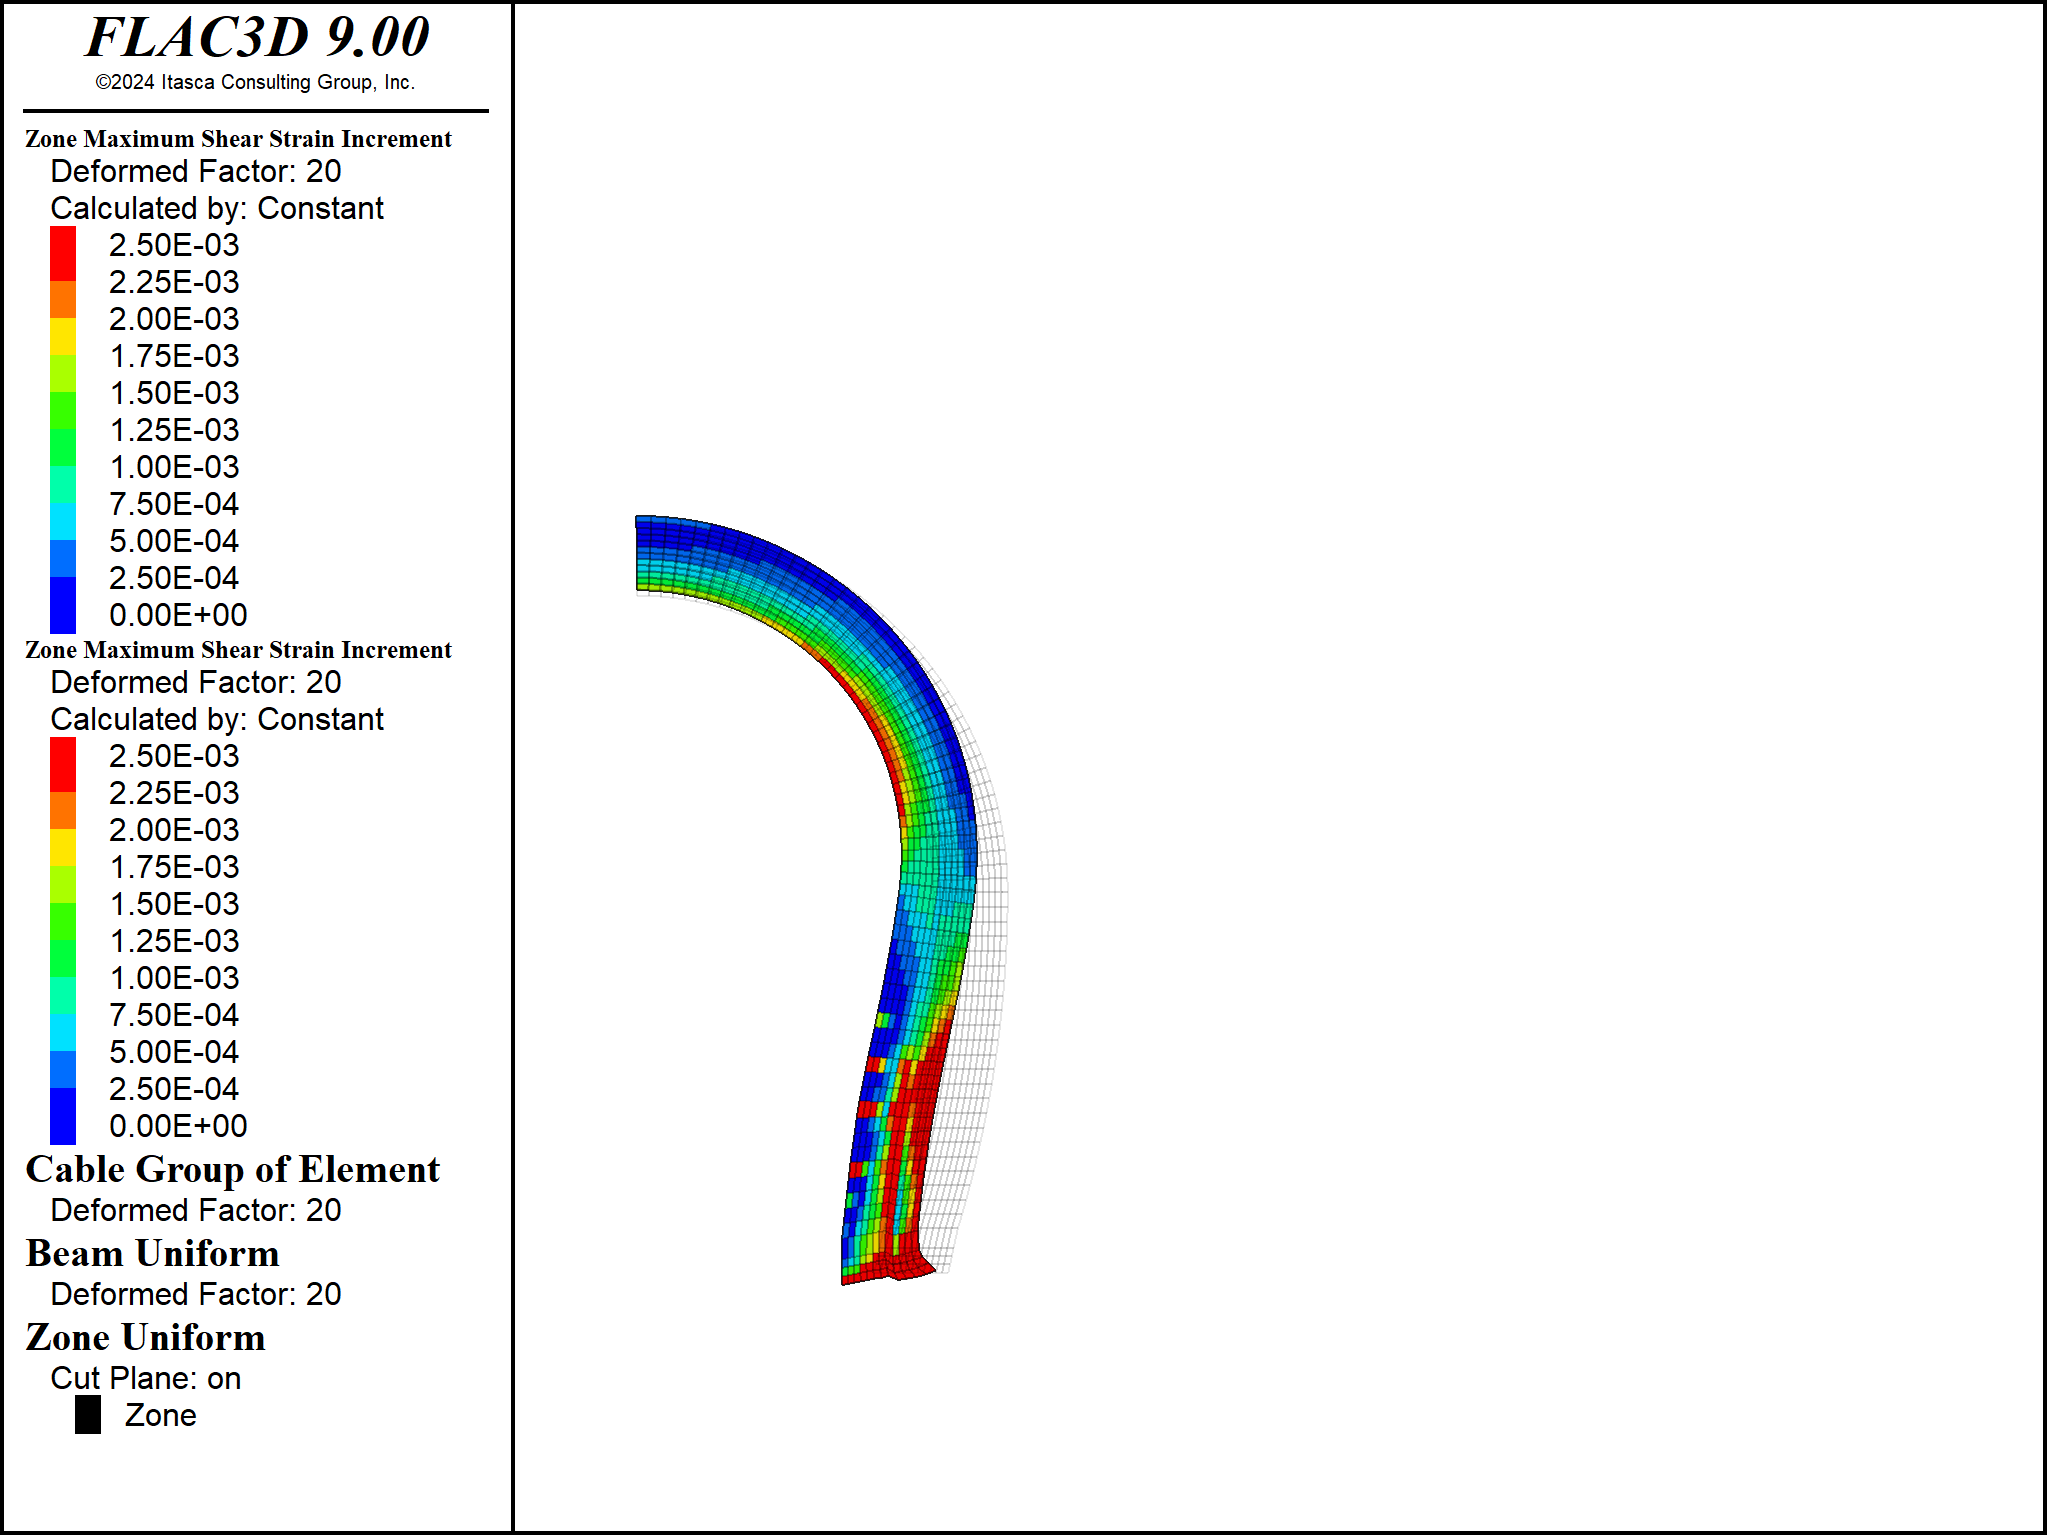 FLAC3D 9.00
©2024 Itasca Consulting Group, Inc.
Zone Maximum Shear Strain Increment
Deformed Factor: 20
Calculated by: Constant
2.50E-03
2.25E-03
2.00E-03
1.75E-03
1.50E-03
1.25E-03
1.00E-03
7.50E-04
5.00E-04
2.50E-04
0.00E+00
Zone Maximum Shear Strain Increment
Deformed Factor: 20
Calculated by: Constant
2.50E-03
2.25E-03
2.00E-03
1.75E-03
1.50E-03
1.25E-03
1.00E-03
7.50E-04
5.00E-04
2.50E-04
0.00E+00
Cable Group of Element
Deformed Factor: 20
Beam Uniform
Deformed Factor: 20
Zone Uniform
Cut Plane: on
Zone